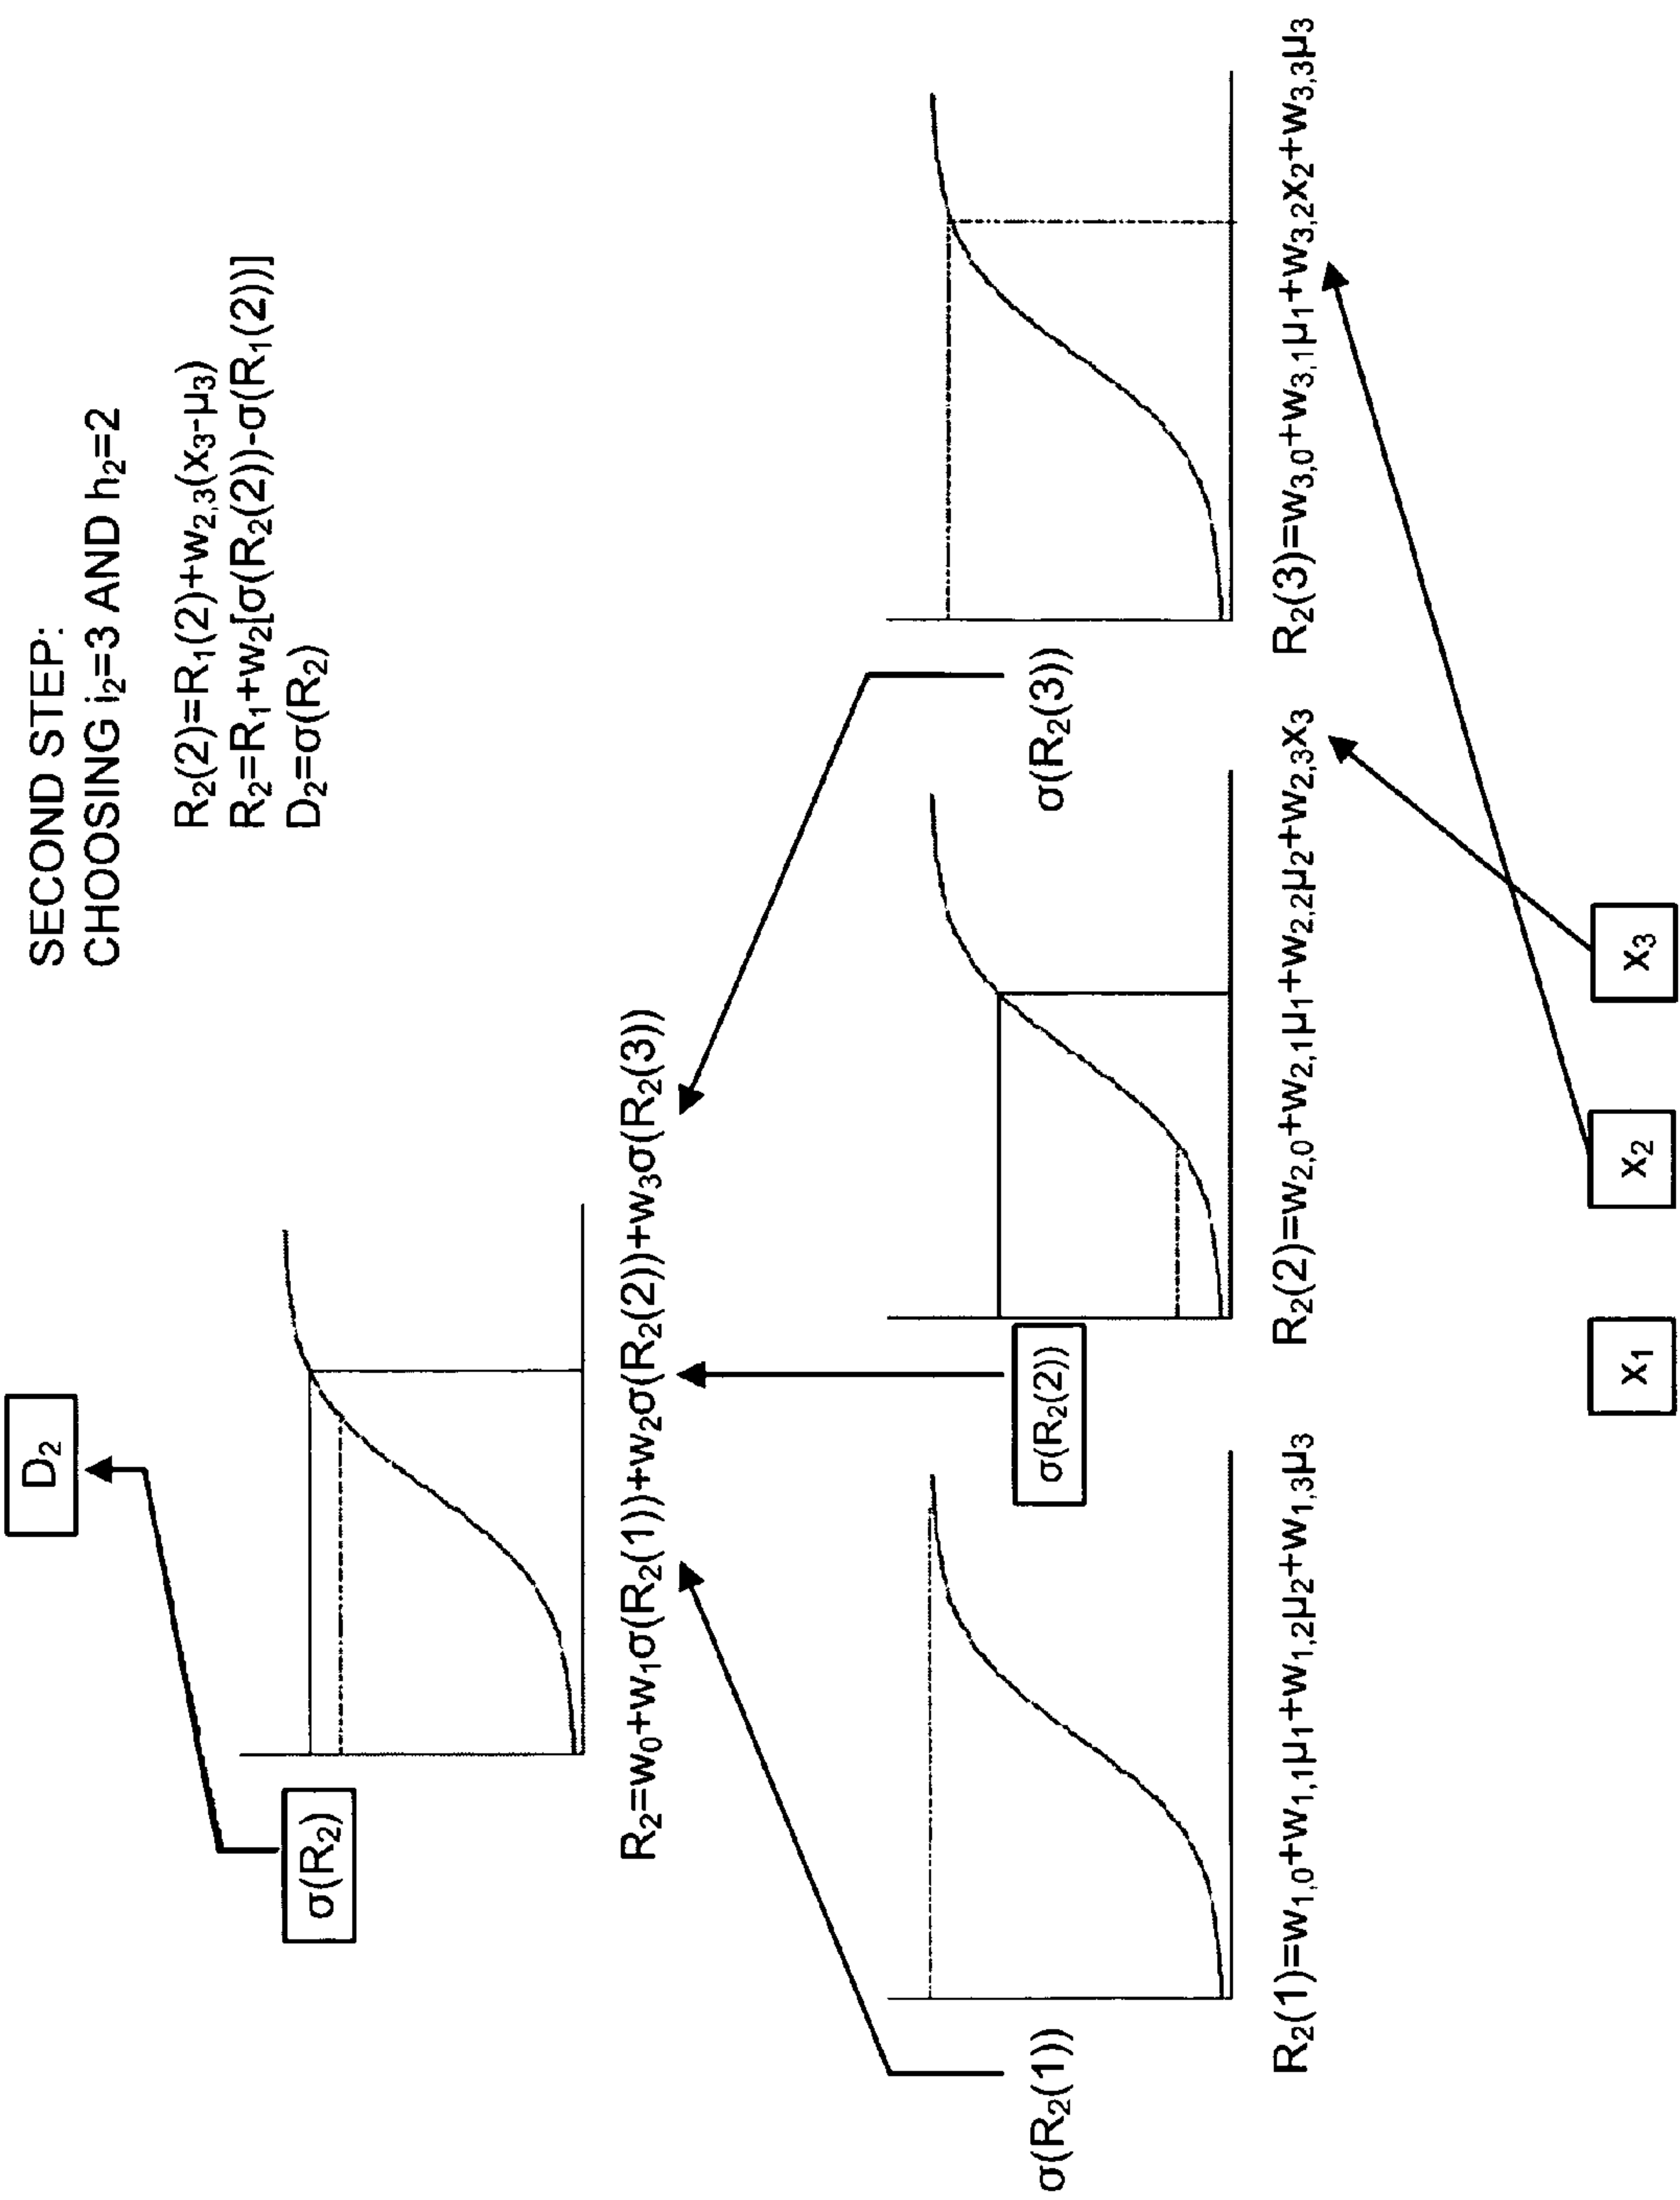 SECOND STEP:
CHOOSING i₂=3 AND h₂=2
R₂(2)=R₁(2)+w₂,₃(x₃-μ₃)
R₂=R₁+w₂[σ(R₂(2))-σ(R₁(2))]
D₂=σ(R₂)
D₂
σ(R₂)
R₂=w₀+w₁σ(R₂(1))+w₂σ(R₂(2))+w₃σ(R₂(3))
σ(R₂(1))
σ(R₂(2))
σ(R₂(3))
R₂(1)=w₁,₀+w₁,₁μ₁+w₁,₂μ₂+w₁,₃μ₃
R₂(2)=w₂,₀+w₂,₁μ₁+w₂,₂μ₂+w₂,₃x₃
R₂(3)=w₃,₀+w₃,₁μ₁+w₃,₂x₂+w₃,₃μ₃
x₁
x₂
x₃